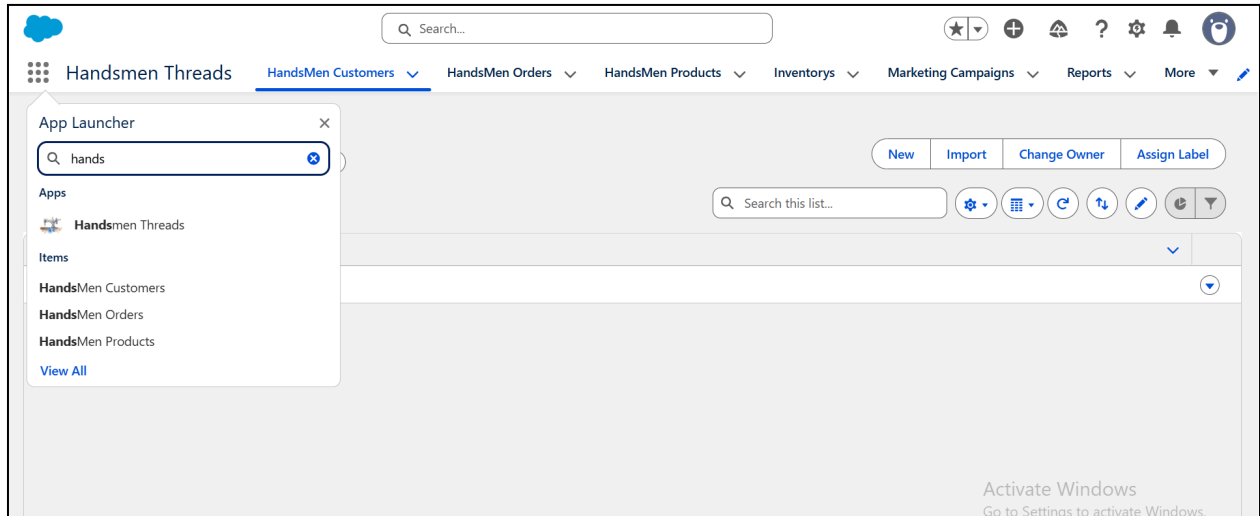 Search...
Handsmen Threads HandsMen Customers HandsMen Orders HandsMen Products Inventorys Marketing Campaigns Reports More
App Launcher
hands
Apps
Handsmen Threads
Items
HandsMen Customers
HandsMen Orders
HandsMen Products
View All
New Import Change Owner Assign Label
Search this list...
Activate Windows
Go to Settings to activate Windows.